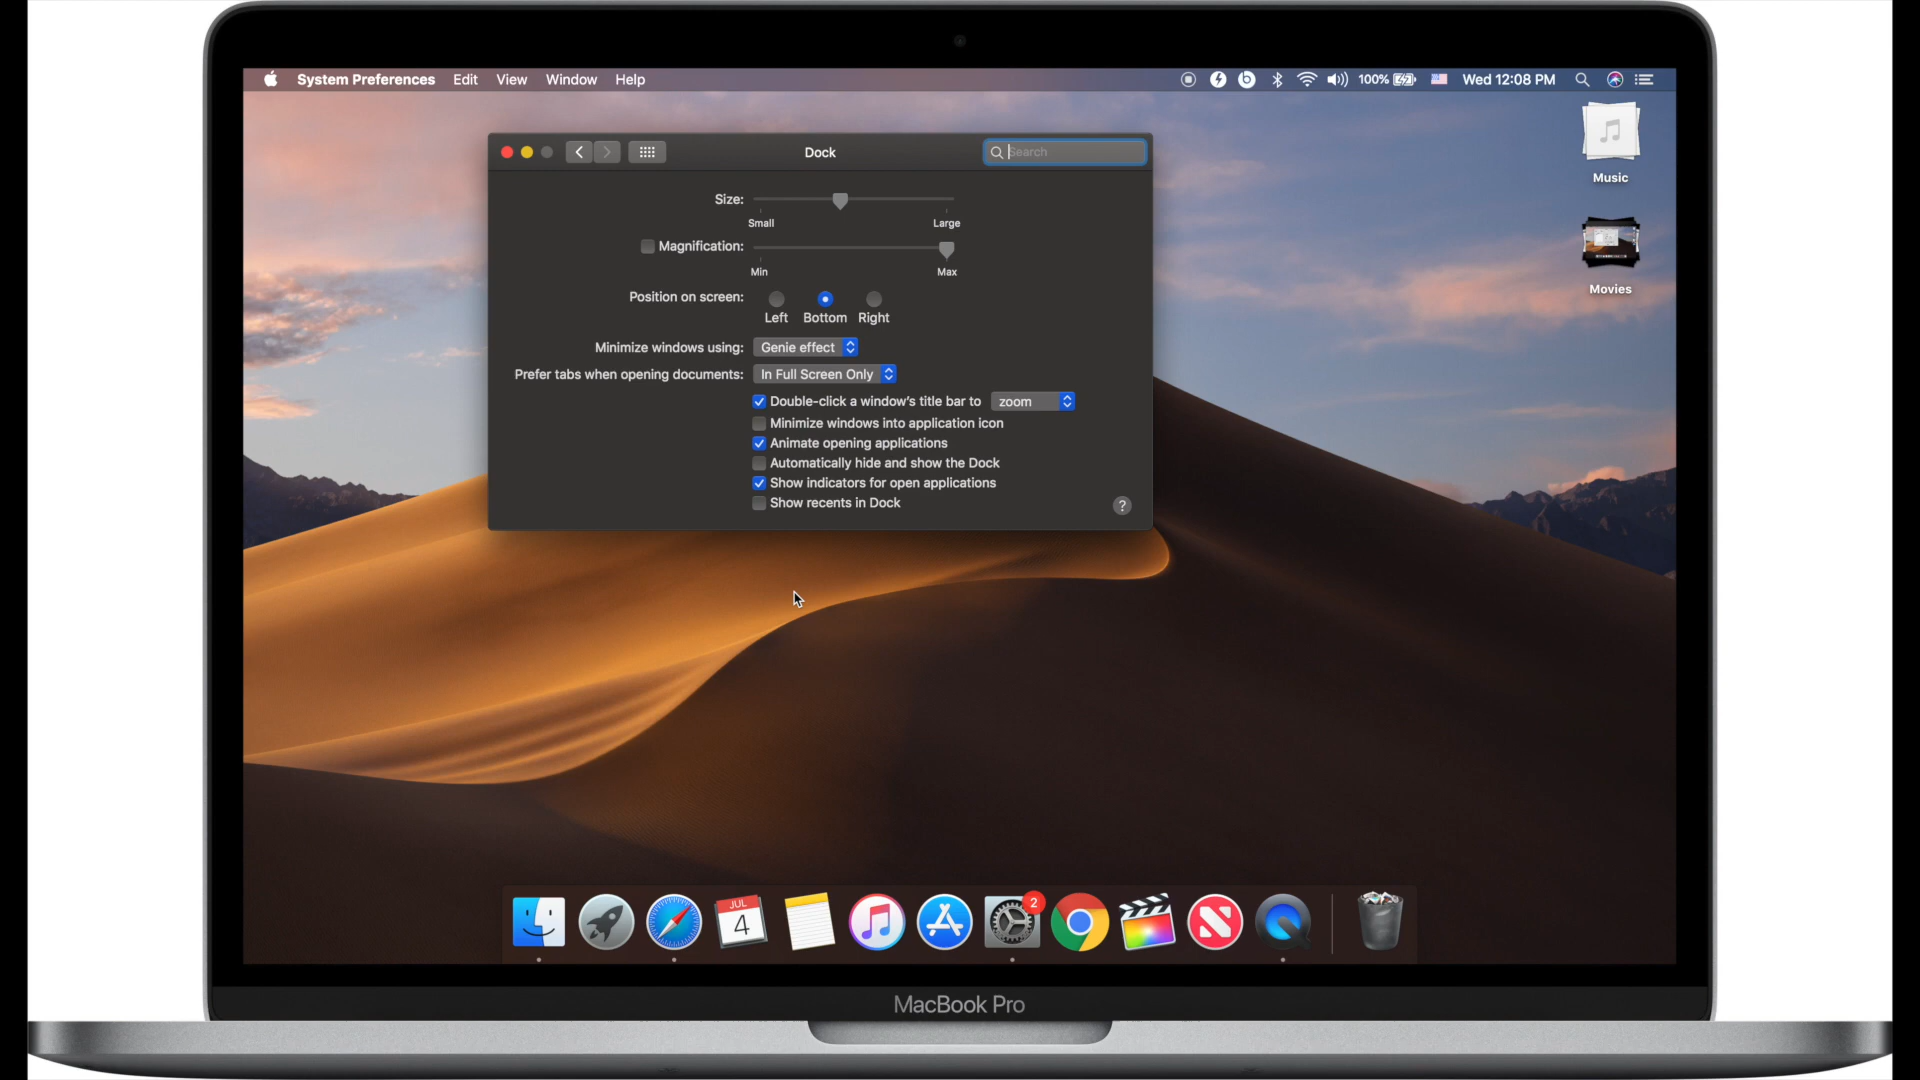 System Preferences Edit View Window Help 100% Wed 12:08 PM
Music
Movies
Dock
Search
Size:
Small Large
Magnification:
Min Max
Position on screen:
Left Bottom Right
Minimize windows using: Genie effect
Prefer tabs when opening documents: In Full Screen Only
Double-click a window's title bar to zoom
Minimize windows into application icon
Animate opening applications
Automatically hide and show the Dock
Show indicators for open applications
Show recents in Dock
?
JUL
4
2
MacBook Pro